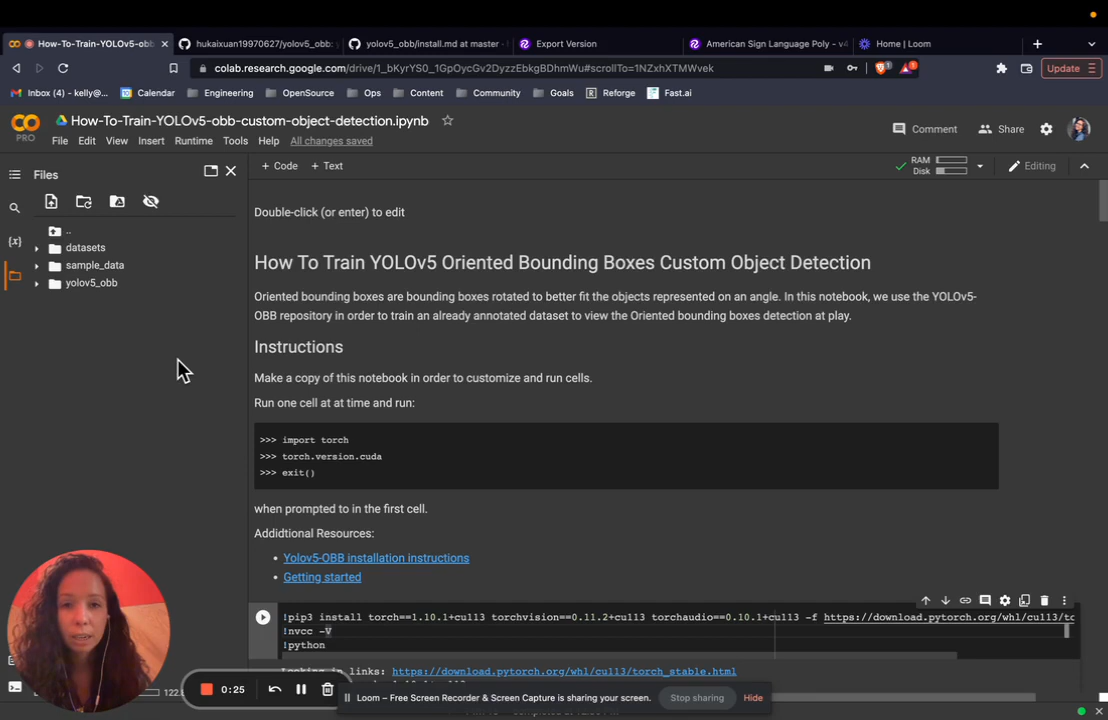 How-To-Train-YOLOv5-obb-
hukaixuan19970627/yolov5_obb:
yolov5_obb/install.md at master ·
Export Version
American Sign Language Poly - v4
Home | Loom
colab.research.google.com/drive/1_bKyrYS0_1GpOycGv2DyzzEbkgBDhmWu#scrollTo=1NZxhXTMWvek
Update
Inbox (4) - kelly@...
Calendar
Engineering
OpenSource
Ops
Content
Community
Goals
Reforge
Fast.ai
PRO
How-To-Train-YOLOv5-obb-custom-object-detection.ipynb
File Edit View Insert Runtime Tools Help All changes saved
Comment
Share
Files
+ Code + Text
RAM
Disk
Editing
..
datasets
sample_data
yolov5_obb
Double-click (or enter) to edit
How To Train YOLOv5 Oriented Bounding Boxes Custom Object Detection
Oriented bounding boxes are bounding boxes rotated to better fit the objects represented on an angle. In this notebook, we use the YOLOv5-
OBB repository in order to train an already annotated dataset to view the Oriented bounding boxes detection at play.
Instructions
Make a copy of this notebook in order to customize and run cells.
Run one cell at at time and run:
>>> import torch
>>> torch.version.cuda
>>> exit()
when prompted to in the first cell.
Addidtional Resources:
• Yolov5-OBB installation instructions
• Getting started
!pip3 install torch==1.10.1+cu113 torchvision==0.11.2+cu113 torchaudio==0.10.1+cu113 -f https://download.pytorch.org/whl/cu113/to
!nvcc -V
!python
Looking in links: https://download.pytorch.org/whl/cu113/torch_stable.html
0:25
122.
Loom – Free Screen Recorder & Screen Capture is sharing your screen.
Stop sharing
Hide